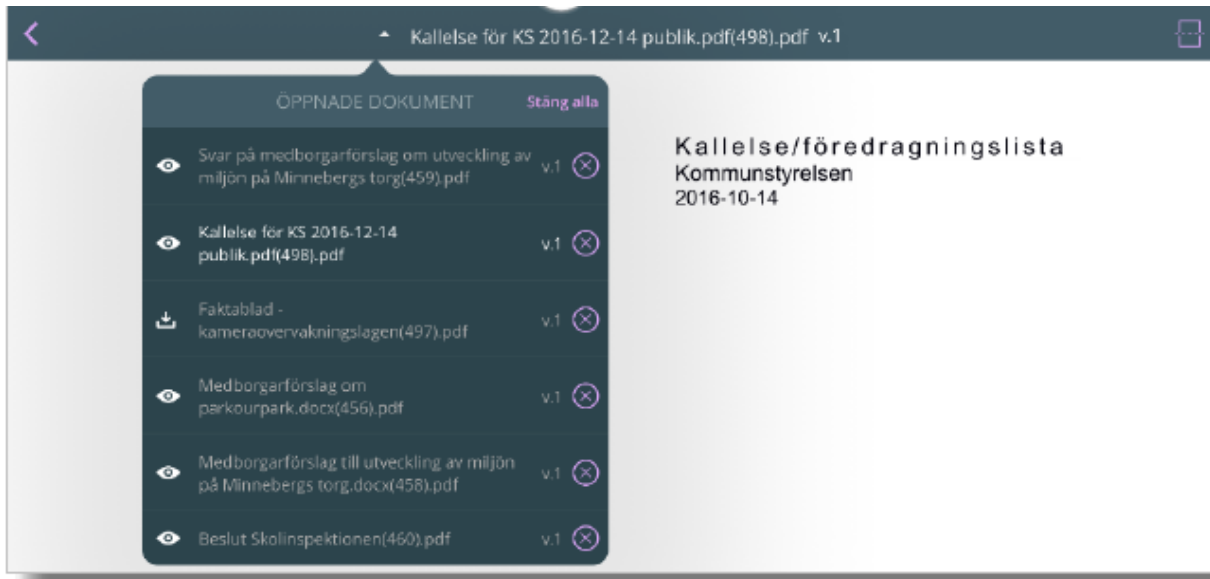 Kallelse för KS 2016-12-14 publik.pdf(498).pdf v.1
ÖPPNADE DOKUMENT Stäng alla
Svar på medborgarförslag om utveckling av
miljön på Minnebergs torg(459).pdf v.1
Kallelse för KS 2016-12-14
publik.pdf(498).pdf v.1
Faktablad -
kameraovervakningslagen(497).pdf v.1
Medborgarförslag om
parkourpark.docx(456).pdf v.1
Medborgarförslag till utveckling av miljön
på Minnebergs torg.docx(458).pdf v.1
Beslut Skolinspektionen(460).pdf v.1
Kallelse/föredragningslista
Kommunstyrelsen
2016-10-14